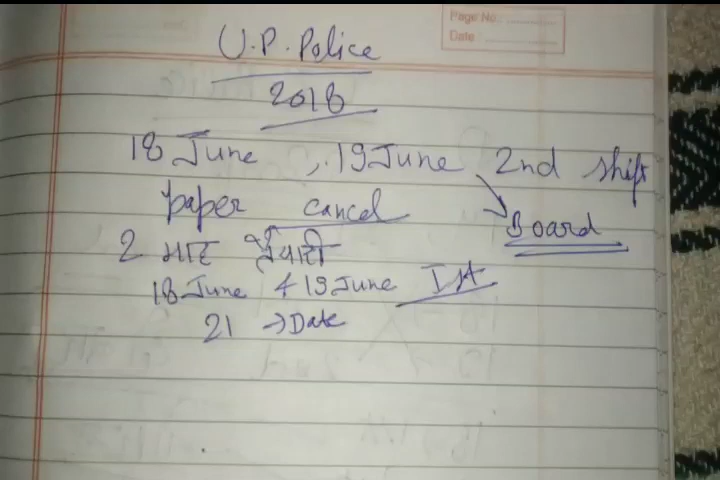 Page No.
Date
U.P. Police
2018
18 June , 19 June 2nd shift
paper cancel
Board
2 माह तैयारी
18 June & 19 June Ist
21 → Date